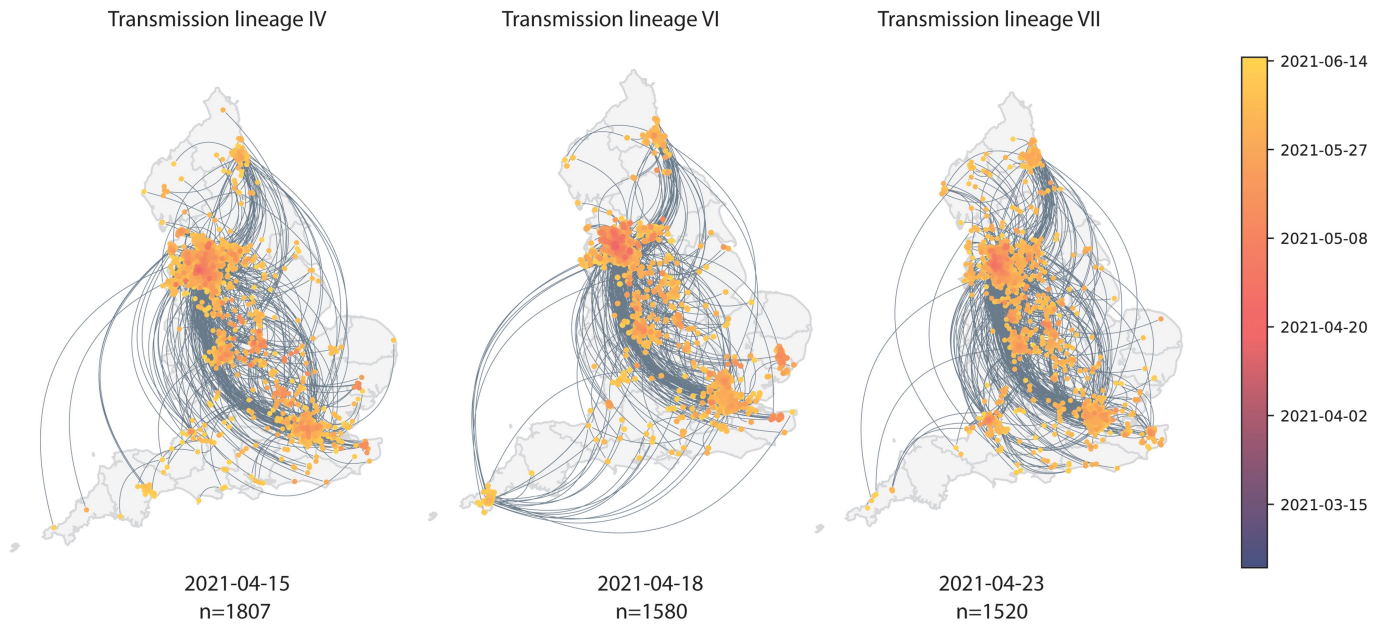 Transmission lineage IV
Transmission lineage VI
Transmission lineage VII
2021-06-14
2021-05-27
2021-05-08
2021-04-20
2021-04-02
2021-03-15
2021-04-15
n=1807
2021-04-18
n=1580
2021-04-23
n=1520